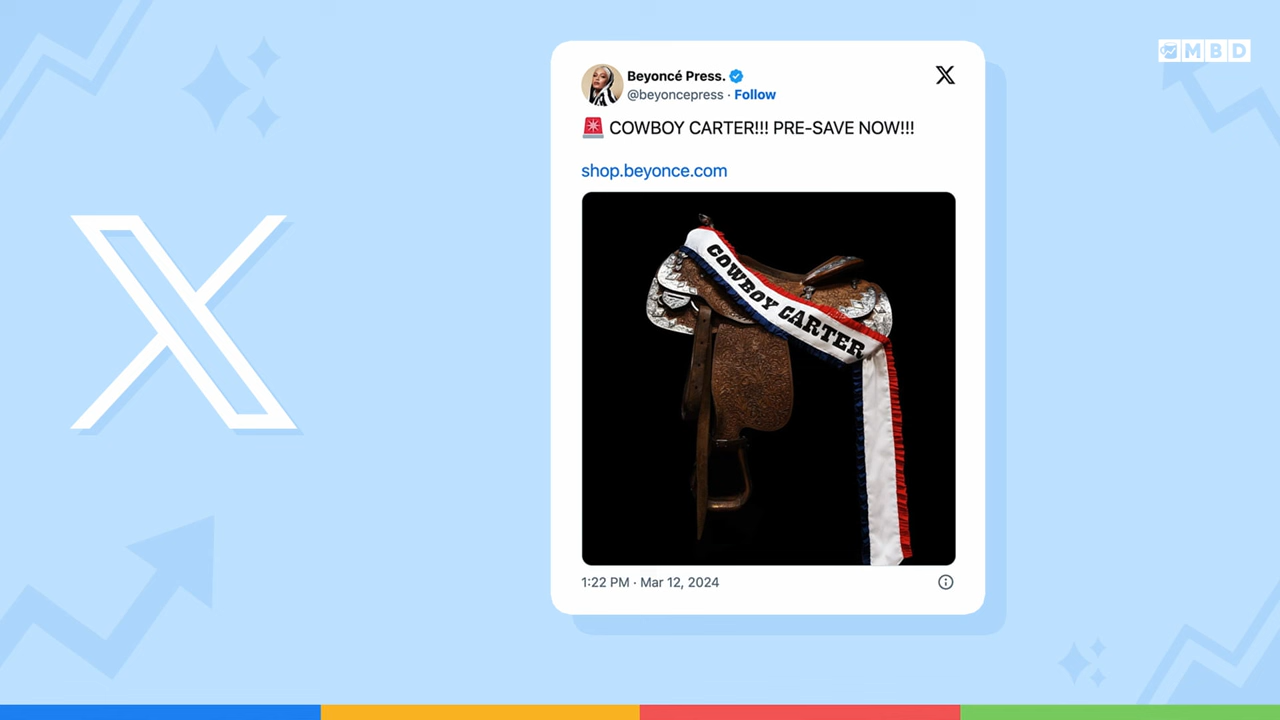 MBD
Beyoncé Press.
@beyoncepress · Follow
🚨 COWBOY CARTER!!! PRE-SAVE NOW!!!
shop.beyonce.com
COWBOY CARTER
1:22 PM · Mar 12, 2024